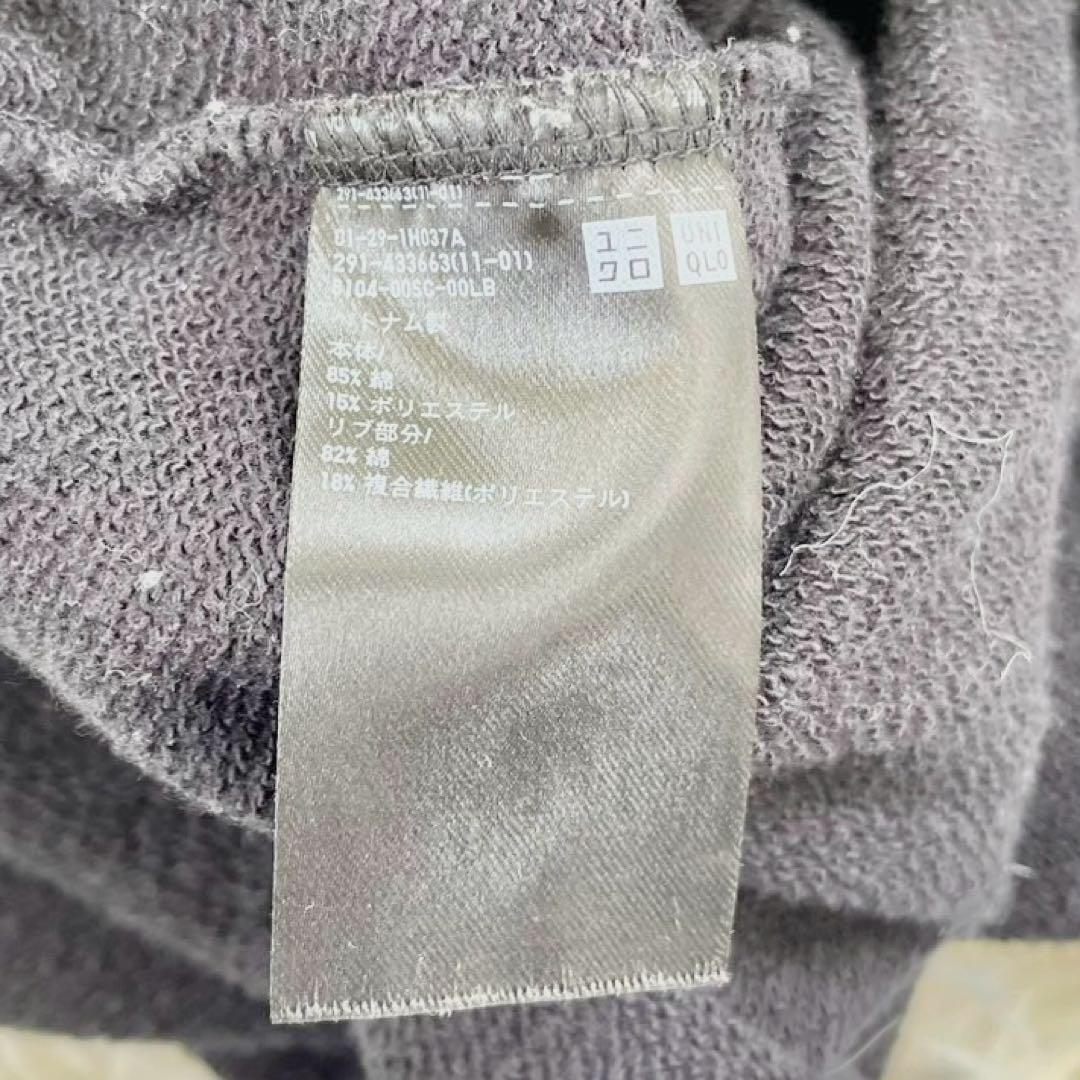 291-433663(11-01)
01-29-1H037A
291-433663(11-01)
ユニ
クロ
UNI
QLO
トナム製
本体/
85% 綿
15% ポリエステル
リブ部分/
82% 綿
18% 複合繊維(ポリエステル)